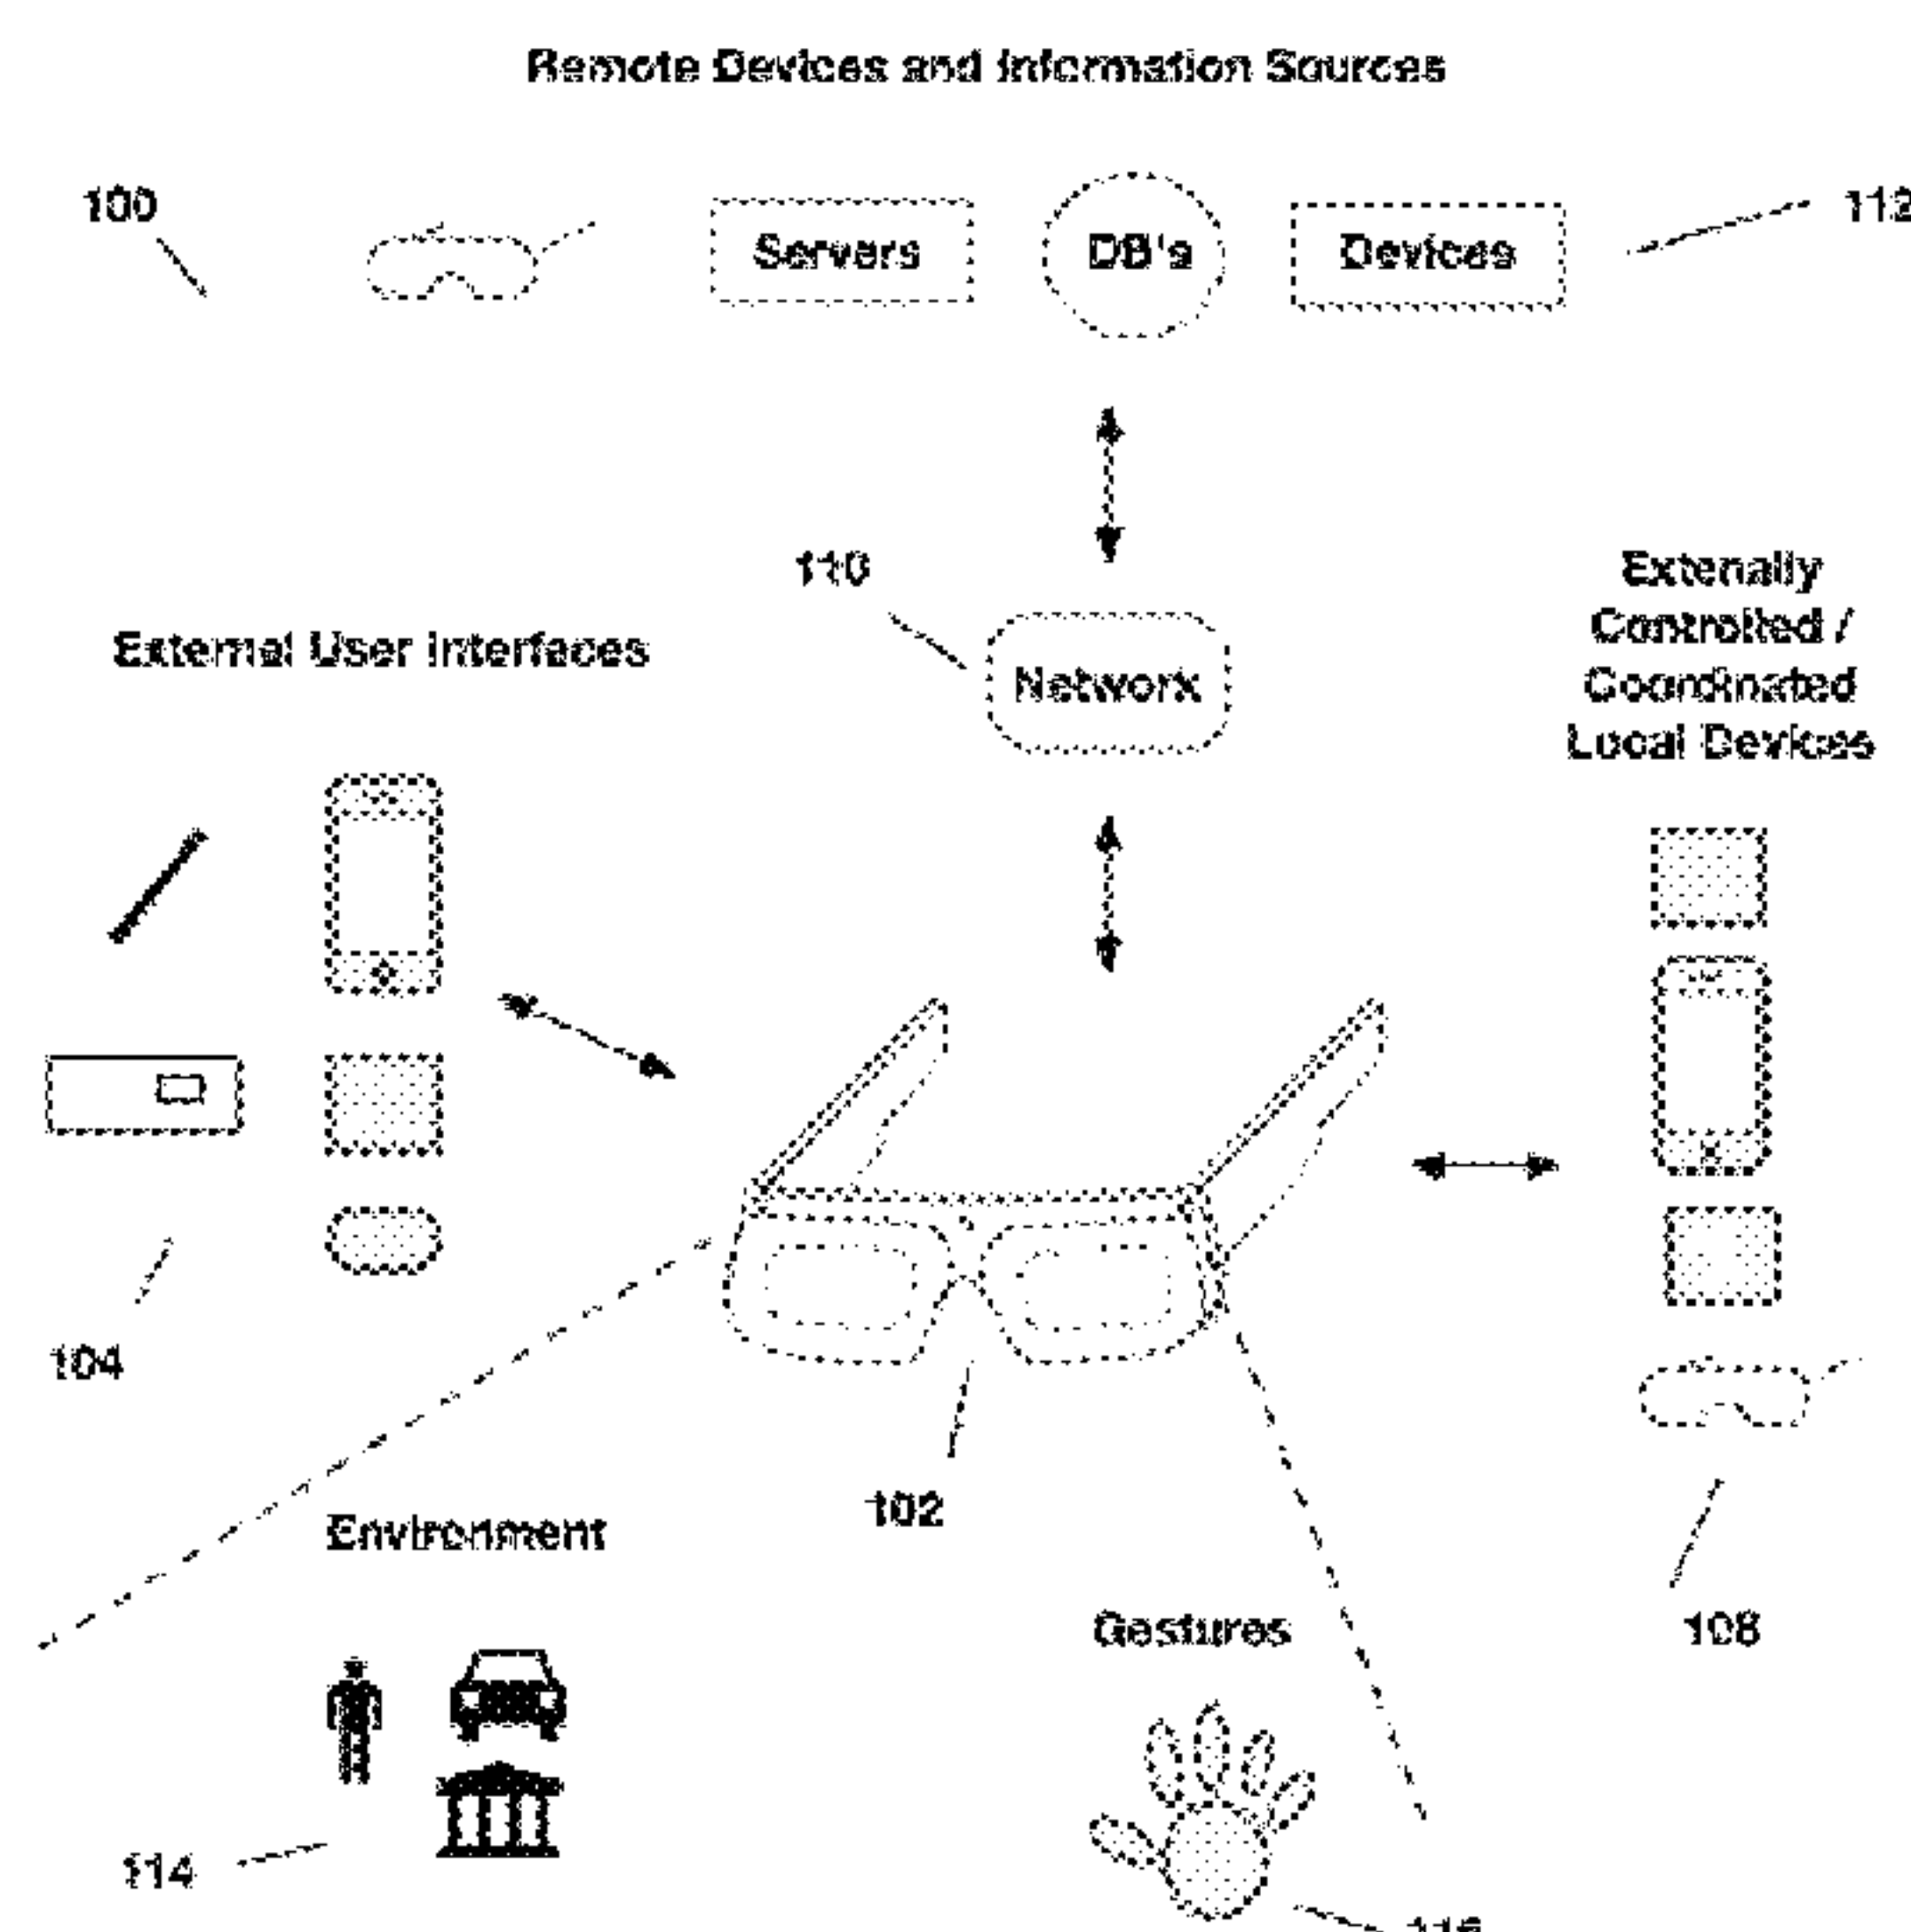 Remote Devices and Information Sources
100
Servers
DB's
Devices
112
110
Network
External User Interfaces
Extenally
Controlled /
Coordinated
Local Devices
104
102
Environment
Gestures
108
114